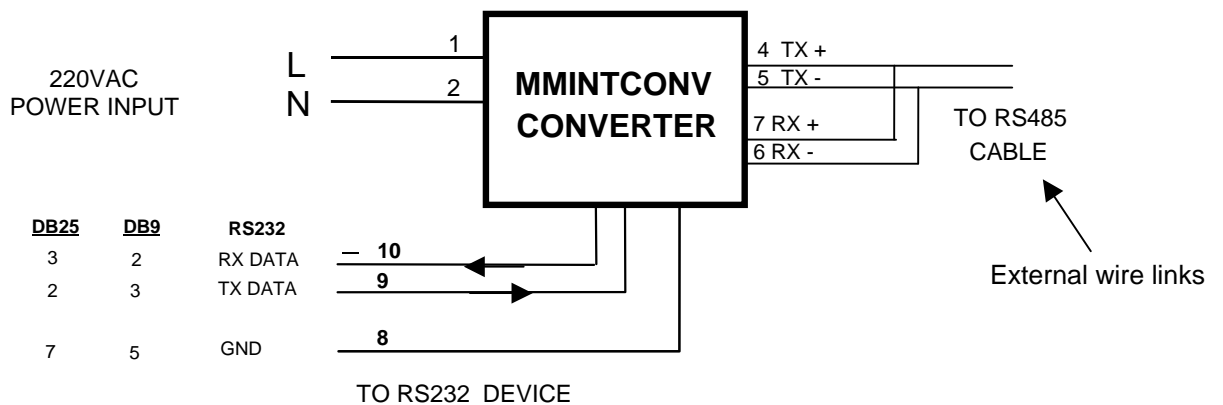 220VAC
POWER INPUT
L
N
1
2
MMINTCONV
CONVERTER
4 TX +
5 TX -
7 RX +
6 RX -
TO RS485
CABLE
External wire links
DB25 DB9 RS232
3 2 RX DATA – 10
2 3 TX DATA 9
7 5 GND 8
TO RS232 DEVICE